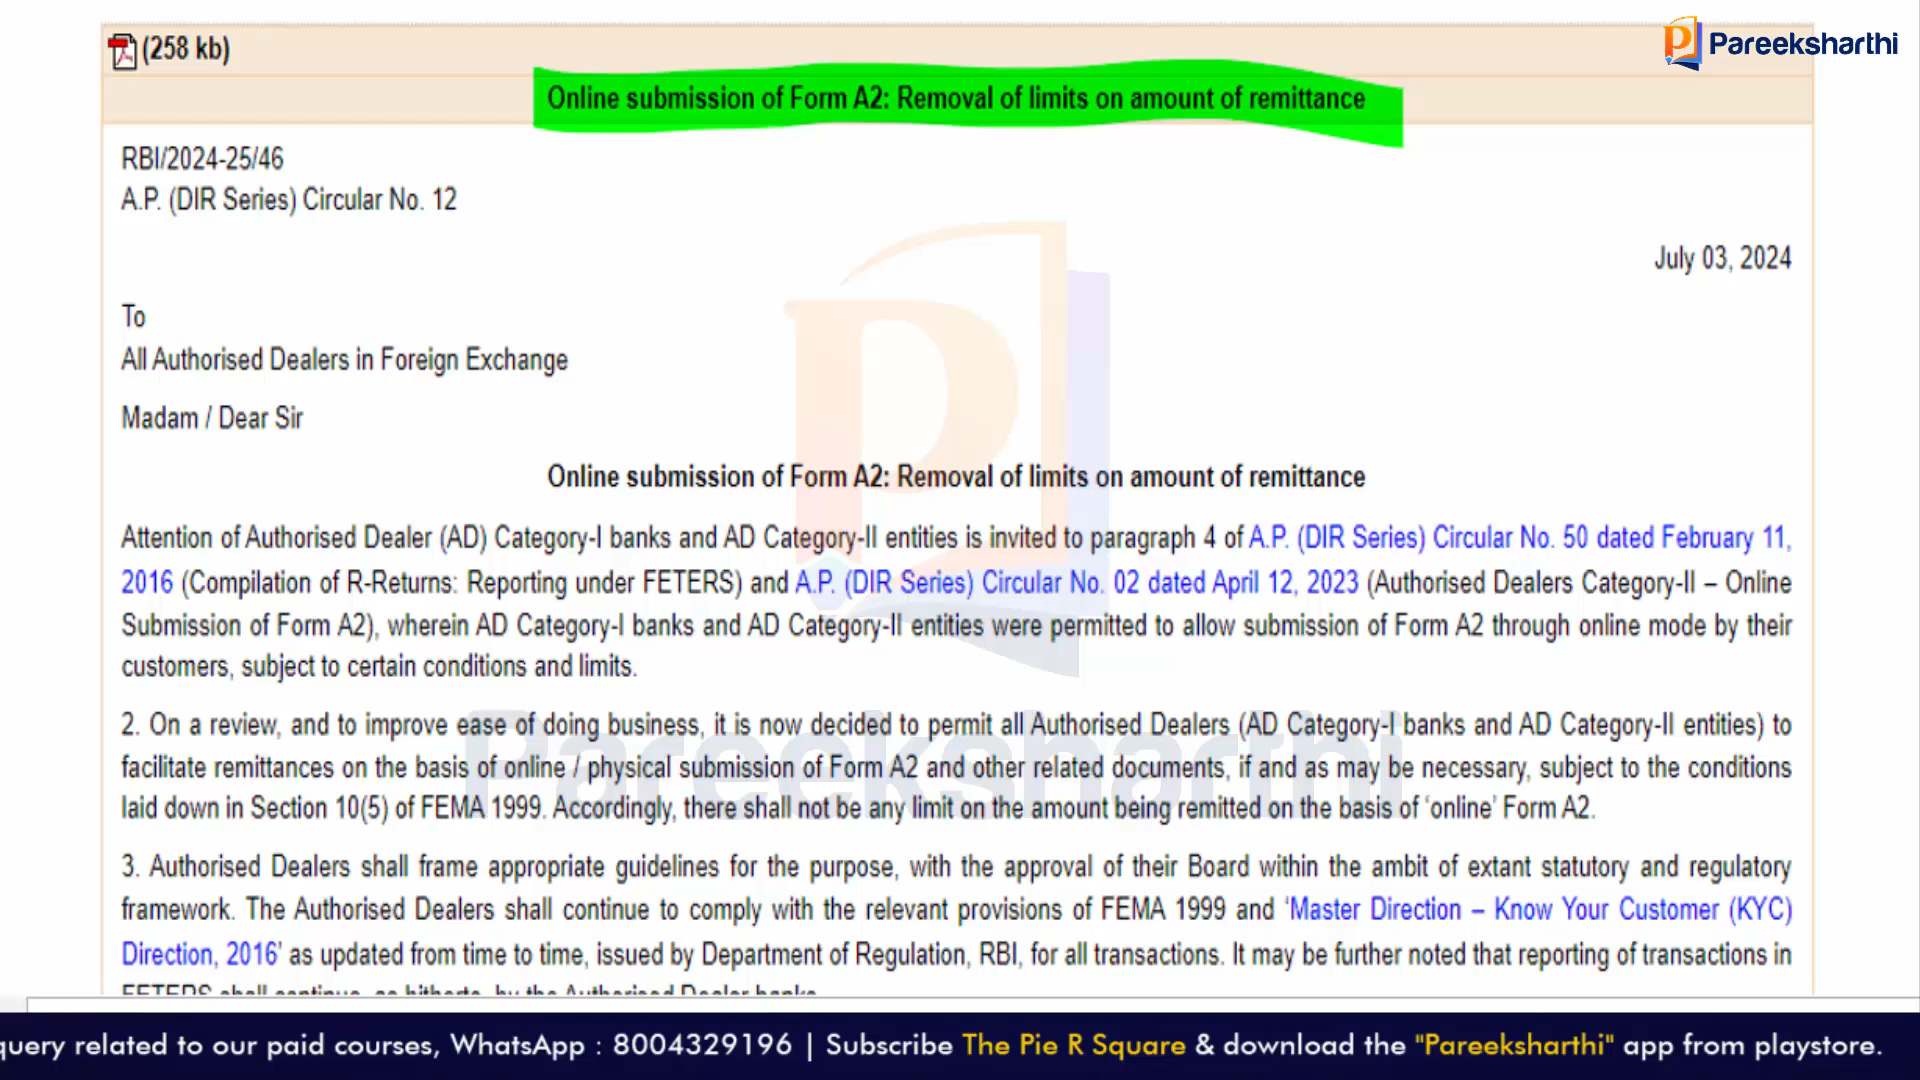 (258 kb)
Pareeksharthi
Online submission of Form A2: Removal of limits on amount of remittance
RBI/2024-25/46
A.P. (DIR Series) Circular No. 12
July 03, 2024
To
All Authorised Dealers in Foreign Exchange
Madam / Dear Sir
Online submission of Form A2: Removal of limits on amount of remittance
Attention of Authorised Dealer (AD) Category-I banks and AD Category-II entities is invited to paragraph 4 of A.P. (DIR Series) Circular No. 50 dated February 11,
2016 (Compilation of R-Returns: Reporting under FETERS) and A.P. (DIR Series) Circular No. 02 dated April 12, 2023 (Authorised Dealers Category-II – Online
Submission of Form A2), wherein AD Category-I banks and AD Category-II entities were permitted to allow submission of Form A2 through online mode by their
customers, subject to certain conditions and limits.
2. On a review, and to improve ease of doing business, it is now decided to permit all Authorised Dealers (AD Category-I banks and AD Category-II entities) to
facilitate remittances on the basis of online / physical submission of Form A2 and other related documents, if and as may be necessary, subject to the conditions
laid down in Section 10(5) of FEMA 1999. Accordingly, there shall not be any limit on the amount being remitted on the basis of ‘online’ Form A2.
3. Authorised Dealers shall frame appropriate guidelines for the purpose, with the approval of their Board within the ambit of extant statutory and regulatory
framework. The Authorised Dealers shall continue to comply with the relevant provisions of FEMA 1999 and ‘Master Direction – Know Your Customer (KYC)
Direction, 2016’ as updated from time to time, issued by Department of Regulation, RBI, for all transactions. It may be further noted that reporting of transactions in
FETERS shall continue, as hitherto, by the Authorised Dealer banks.
Pareeksharthi
query related to our paid courses, WhatsApp : 8004329196 | Subscribe The Pie R Square & download the "Pareeksharthi" app from playstore.